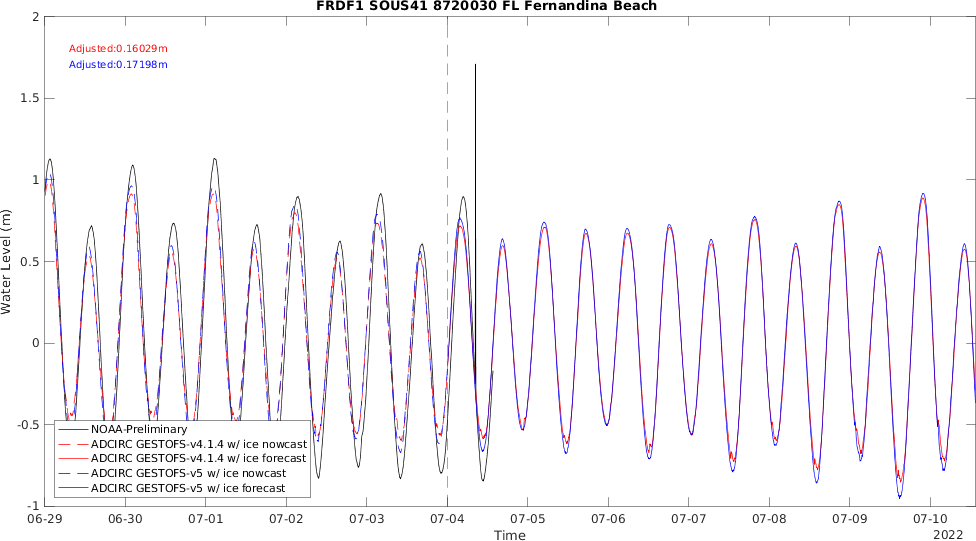 FRDF1 SOUS41 8720030 FL Fernandina Beach
Adjusted:0.16029m
Adjusted:0.17198m
2
1.5
1
0.5
0
-0.5
-1
Water Level (m)
NOAA-Preliminary
ADCIRC GESTOFS-v4.1.4 w/ ice nowcast
ADCIRC GESTOFS-v4.1.4 w/ ice forecast
ADCIRC GESTOFS-v5 w/ ice nowcast
ADCIRC GESTOFS-v5 w/ ice forecast
06-29 06-30 07-01 07-02 07-03 07-04 07-05 07-06 07-07 07-08 07-09 07-10
Time
2022